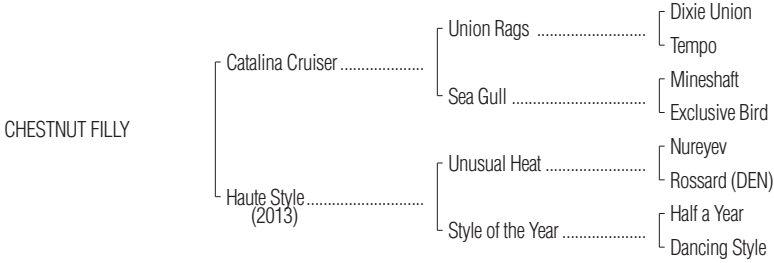 CHESTNUT FILLY
Catalina Cruiser ....................
Haute Style............................
(2013)
Union Rags ..........................
Sea Gull ................................
Unusual Heat ........................
Style of the Year ....................
Dixie Union
Tempo
Mineshaft
Exclusive Bird
Nureyev
Rossard (DEN)
Half a Year
Dancing Style